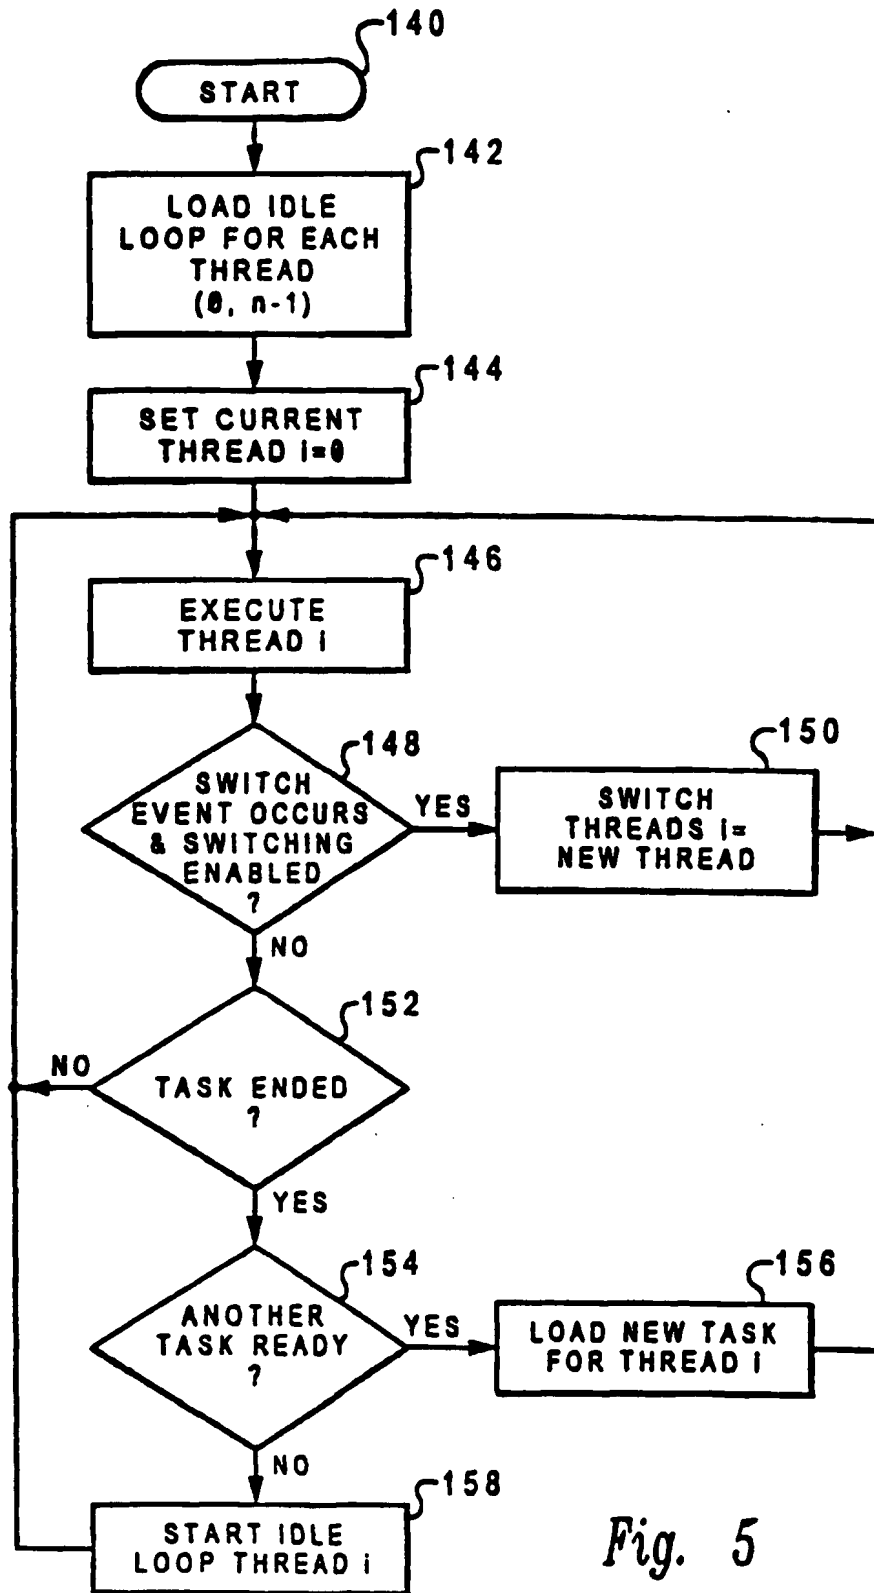 140
START
142
LOAD IDLE
LOOP FOR EACH
THREAD
(0, n-1)
144
SET CURRENT
THREAD i=0
146
EXECUTE
THREAD i
148
SWITCH
EVENT OCCURS
& SWITCHING
ENABLED
?
YES
150
SWITCH
THREADS i=
NEW THREAD
NO
152
TASK ENDED
?
NO
YES
154
ANOTHER
TASK READY
?
YES
156
LOAD NEW TASK
FOR THREAD i
NO
158
START IDLE
LOOP THREAD i
Fig. 5